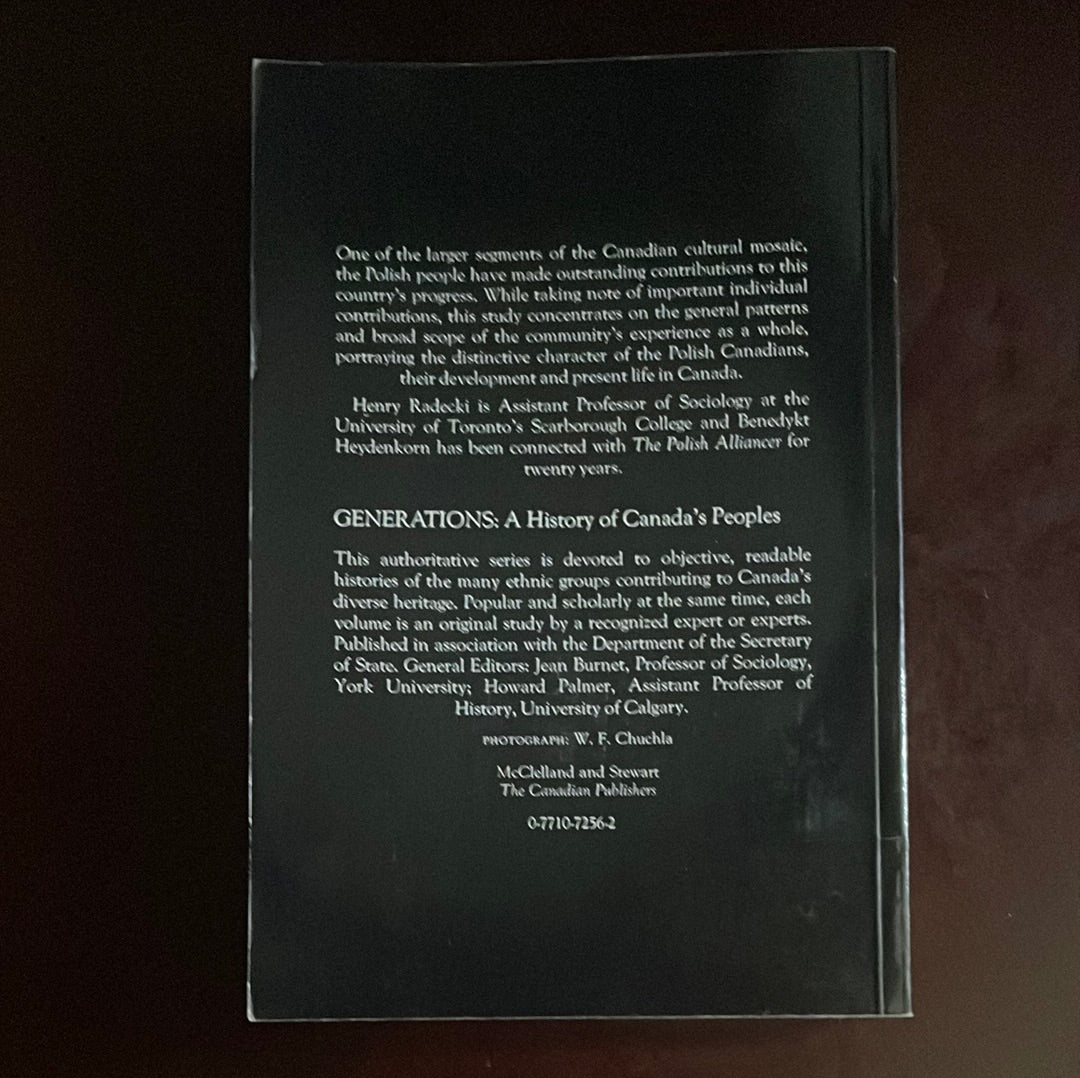 One of the larger segments of the Canadian cultural mosaic,
the Polish people have made outstanding contributions to this
country's progress. While taking note of important individual
contributions, this study concentrates on the general patterns
and broad scope of the community's experience as a whole,
portraying the distinctive character of the Polish Canadians,
their development and present life in Canada.
Henry Radecki is Assistant Professor of Sociology at the
University of Toronto's Scarborough College and Benedykt
Heydenkorn has been connected with The Polish Alliancer for
twenty years.
GENERATIONS: A History of Canada's Peoples
This authoritative series is devoted to objective, readable
histories of the many ethnic groups contributing to Canada's
diverse heritage. Popular and scholarly at the same time, each
volume is an original study by a recognized expert or experts.
Published in association with the Department of the Secretary
of State. General Editors: Jean Burnet, Professor of Sociology,
York University; Howard Palmer, Assistant Professor of
History, University of Calgary.
PHOTOGRAPH: W. F. Chuchla
McClelland and Stewart
The Canadian Publishers
0-7710-7256-2